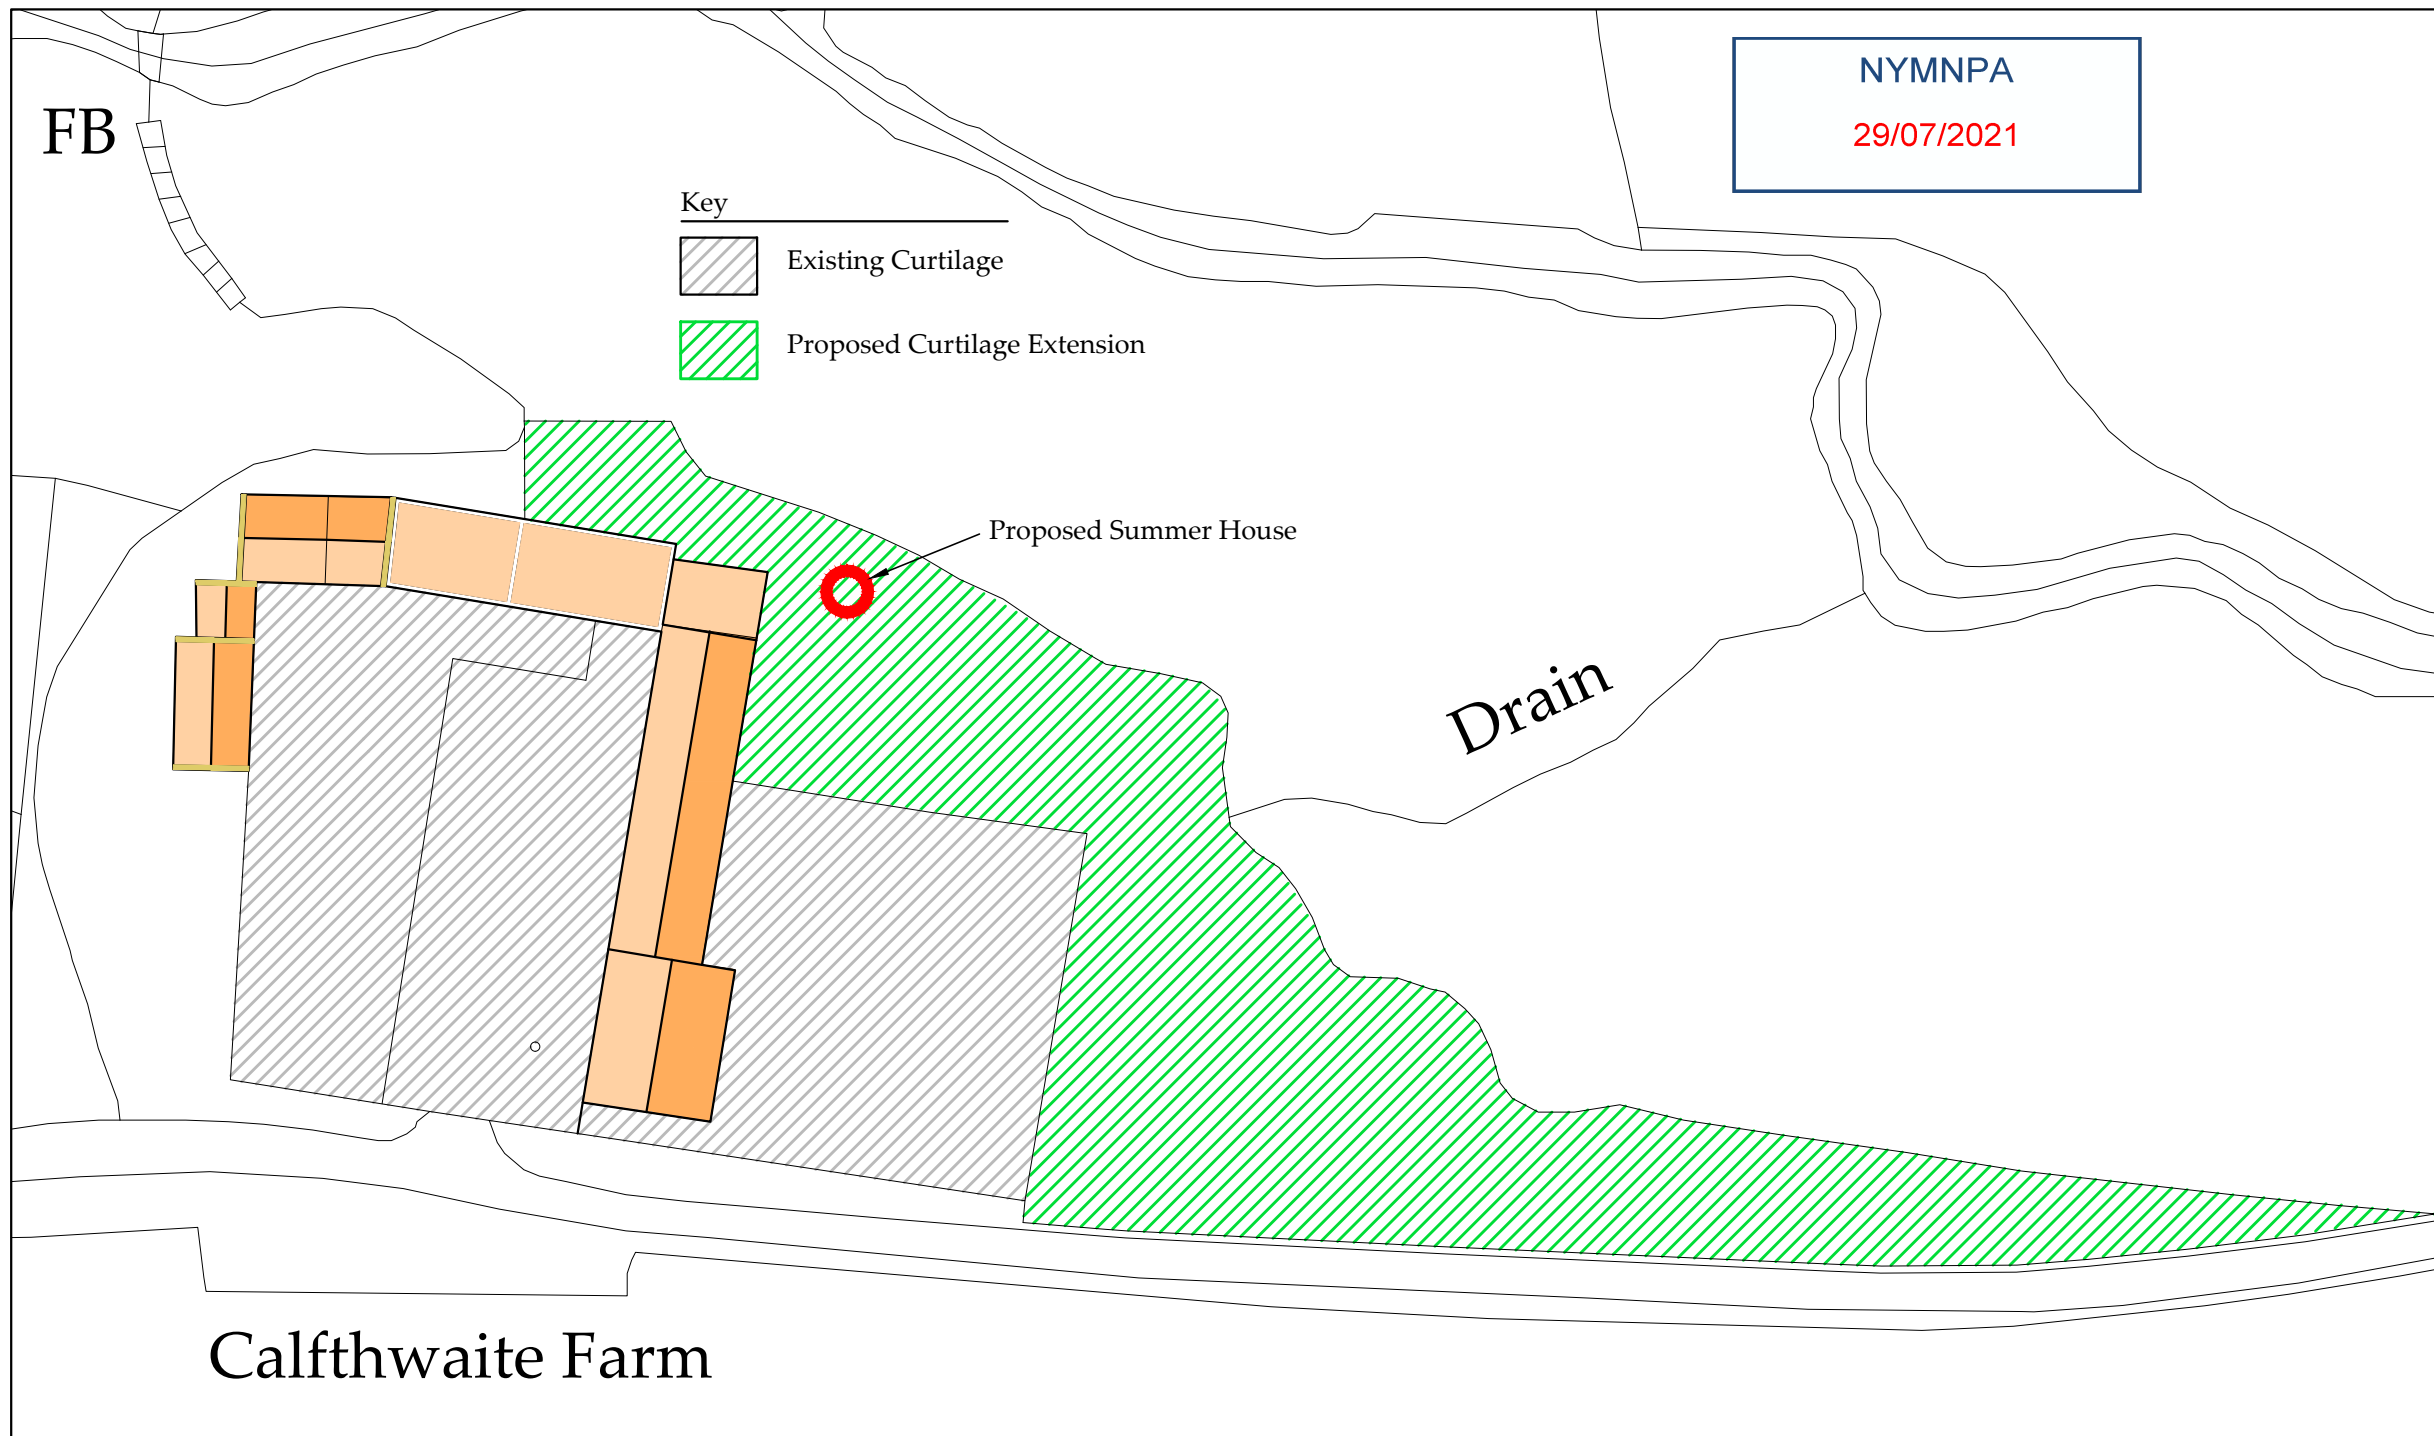 NYMNPA
29/07/2021
FB
Key
Existing Curtilage
Proposed Curtilage Extension
Proposed Summer House
Drain
Calfthwaite Farm